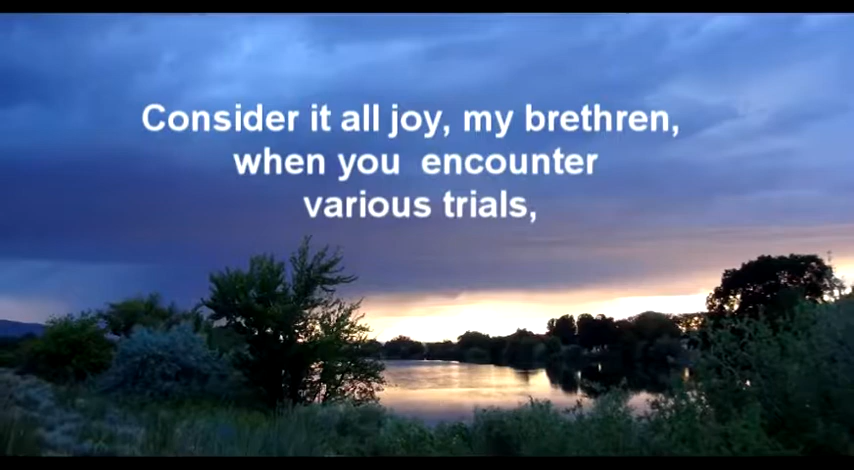 Consider it all joy, my brethren,
when you  encounter
various trials,